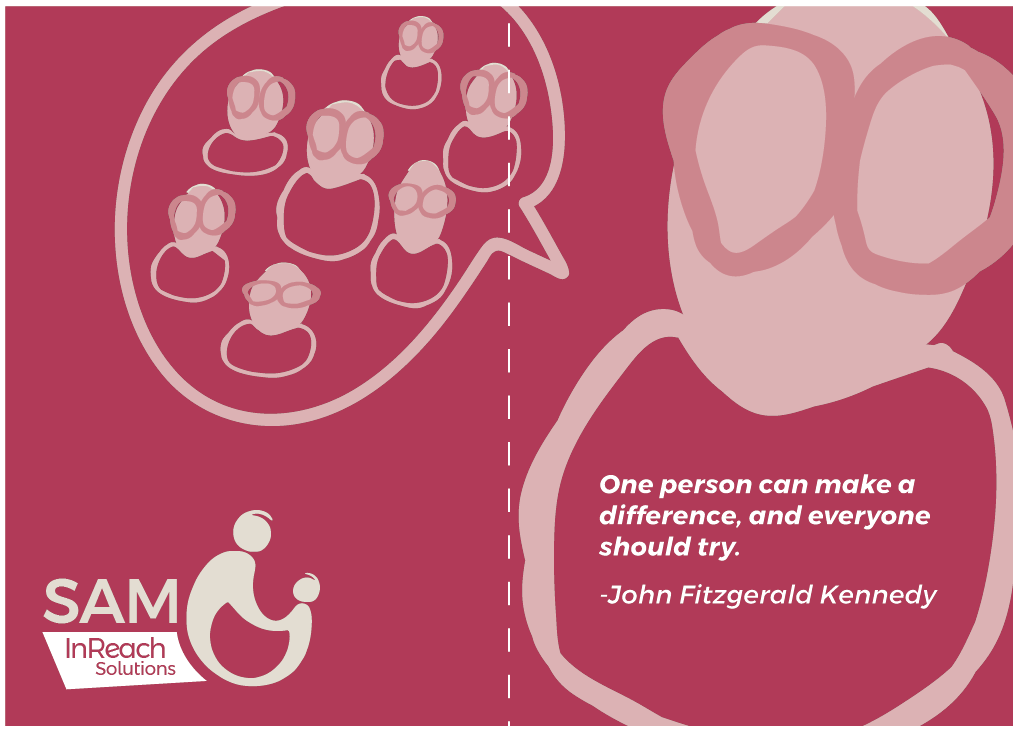 One person can make a
difference, and everyone
should try.
-John Fitzgerald Kennedy
SAM
InReach
Solutions